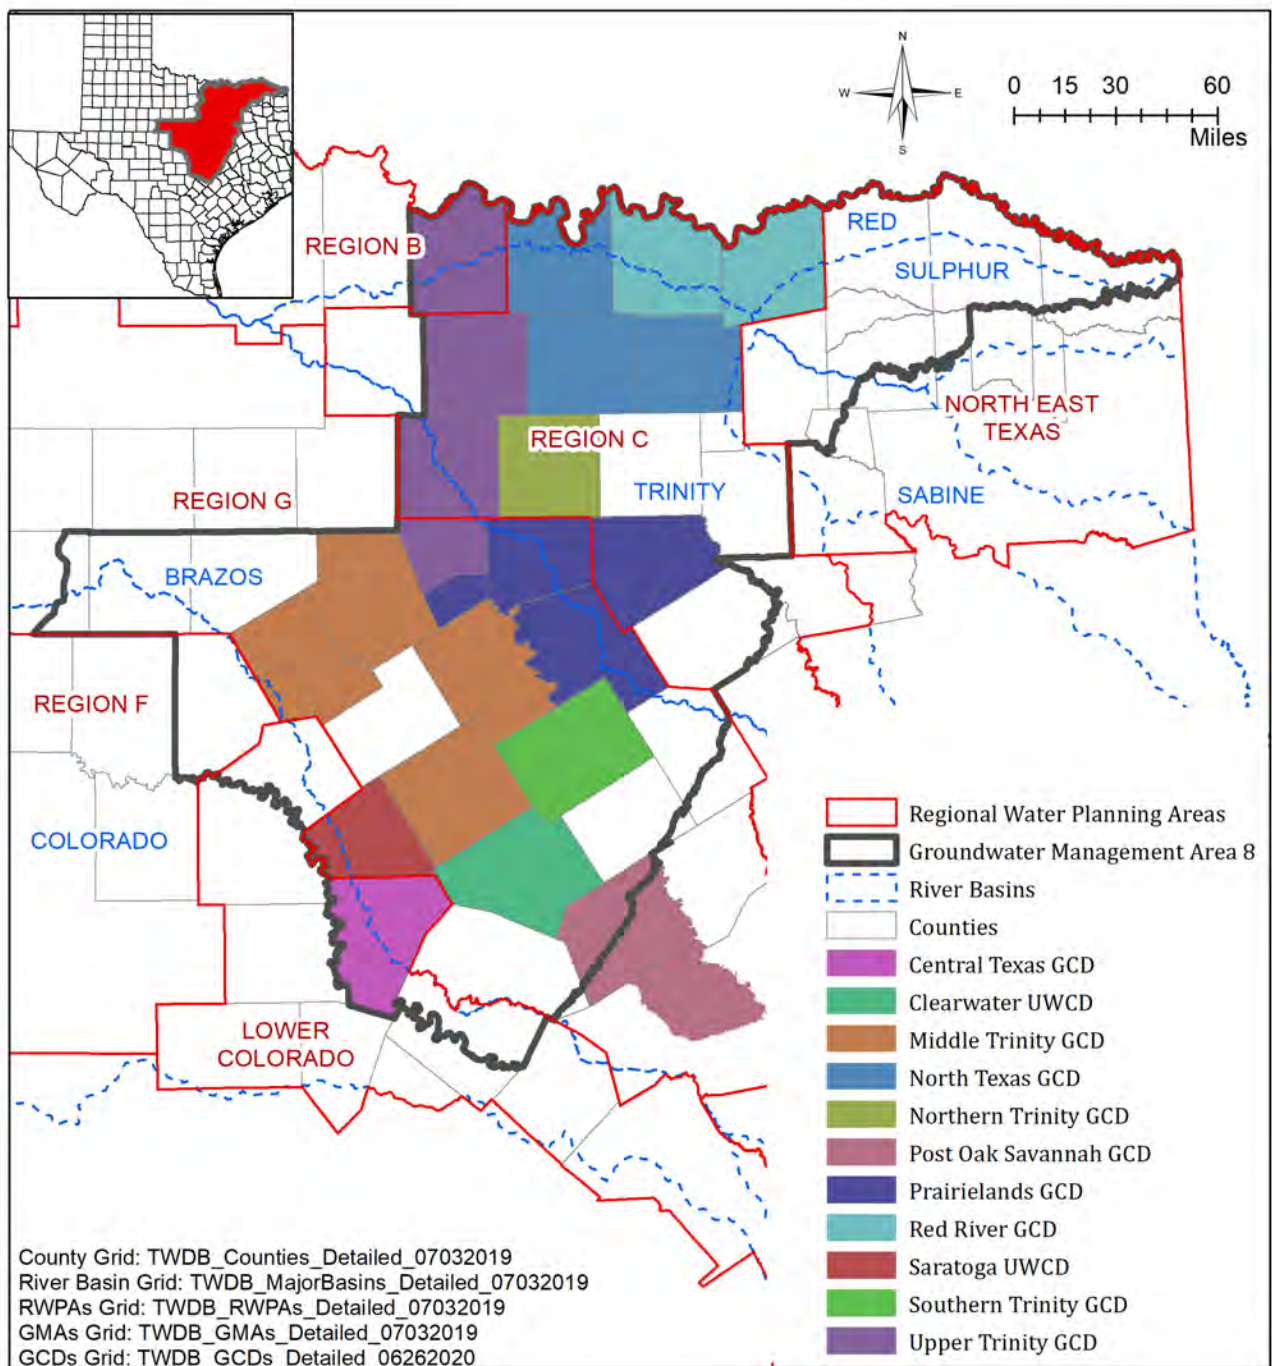 N
W
E
S
0 15 30 60
Miles
REGION B
RED
SULPHUR
NORTH EAST
TEXAS
REGION C
TRINITY
SABINE
REGION G
BRAZOS
REGION F
COLORADO
LOWER
COLORADO
Regional Water Planning Areas
Groundwater Management Area 8
River Basins
Counties
Central Texas GCD
Clearwater UWCD
Middle Trinity GCD
North Texas GCD
Northern Trinity GCD
Post Oak Savannah GCD
Prairielands GCD
Red River GCD
Saratoga UWCD
Southern Trinity GCD
Upper Trinity GCD
County Grid: TWDB_Counties_Detailed_07032019
River Basin Grid: TWDB_MajorBasins_Detailed_07032019
RWPAs Grid: TWDB_RWPAs_Detailed_07032019
GMAs Grid: TWDB_GMAs_Detailed_07032019
GCDs Grid: TWDB_GCDs_Detailed_06262020